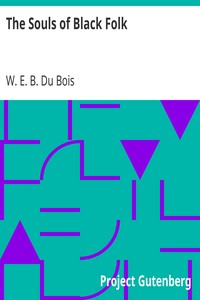 The Souls of Black Folk
W. E. B. Du Bois
Project Gutenberg